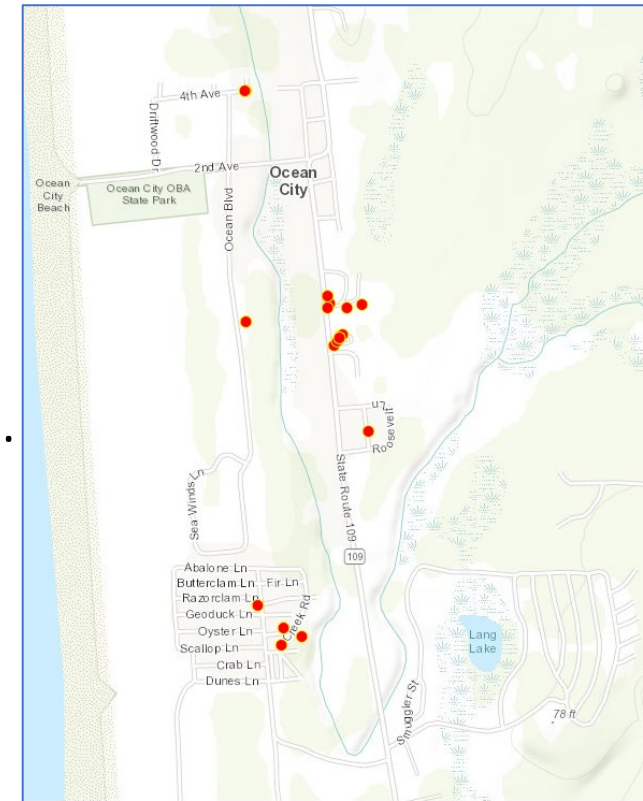 4th Ave
Driftwood Dr
2nd Ave
Ocean
City
Ocean
City
Beach
Ocean City OBA
State Park
Ocean Blvd
Ln
Roosevelt
Sea Winds Ln
State Route 109
109
Abalone Ln
Butterclam Ln
Fir Ln
Razorclam Ln
Geoduck Ln
Creek Rd
Oyster Ln
Scallop Ln
Crab Ln
Dunes Ln
Lang
Lake
Smuggler St
78 ft